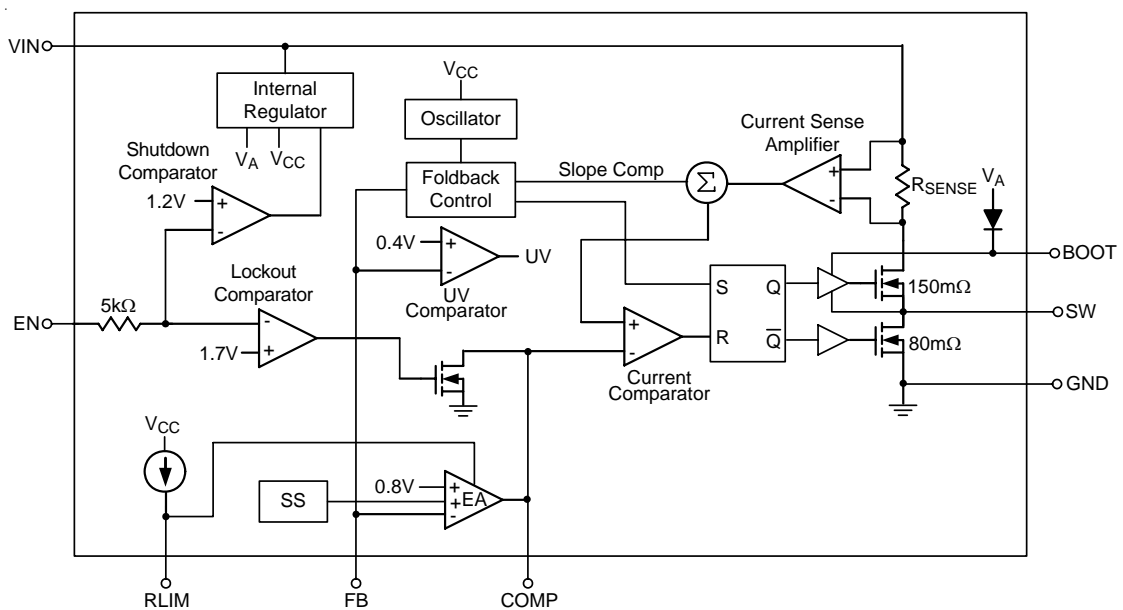 VIN
Internal
Regulator
VCC
Oscillator
Current Sense
Amplifier
Shutdown
Comparator
VA
VCC
Foldback
Control
Slope Comp
Σ
+
-
RSENSE
VA
1.2V
+
-
0.4V
+
-
UV
UV
Comparator
BOOT
Lockout
Comparator
S
Q
150mΩ
5kΩ
EN
-
+
1.7V
+
-
R
Q̅
SW
80mΩ
Current
Comparator
GND
VCC
SS
0.8V
+
+
-
EA
RLIM
FB
COMP